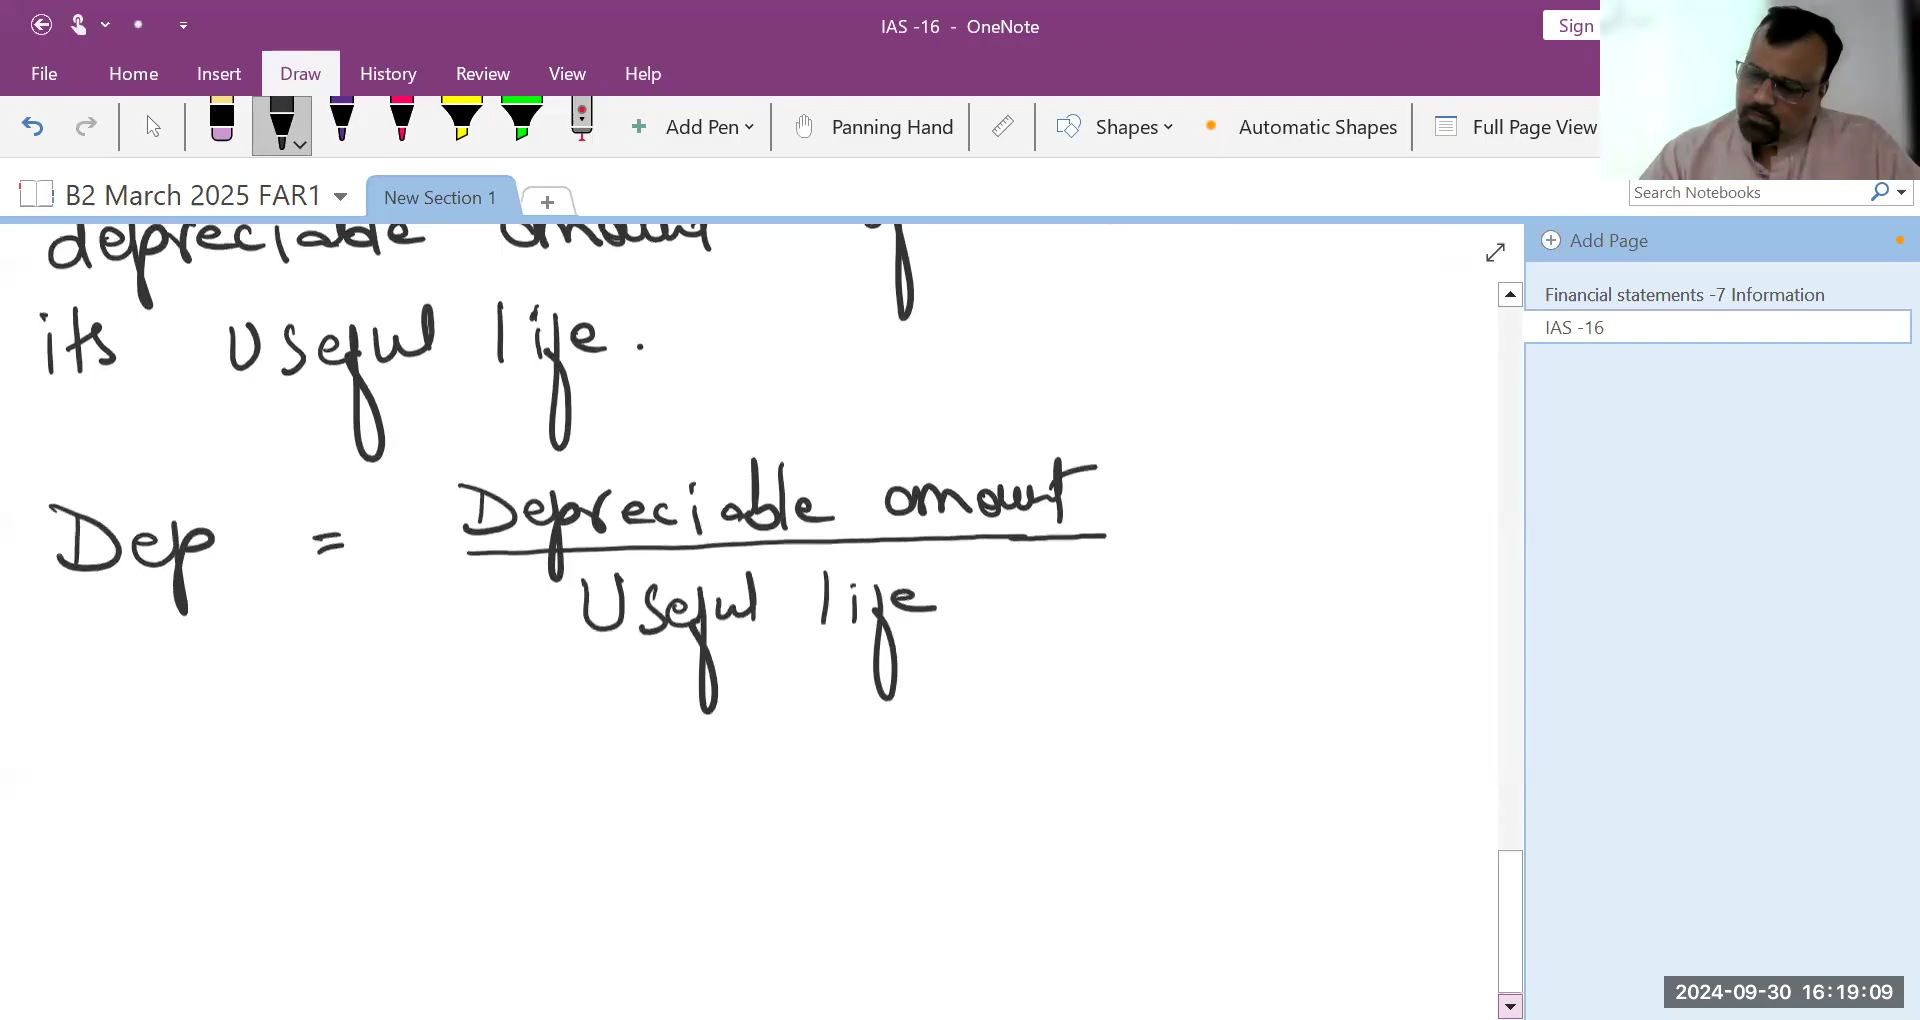 IAS -16 - OneNote
Sign
File Home Insert Draw History Review View Help
Add Pen Panning Hand Shapes Automatic Shapes Full Page View
B2 March 2025 FAR1 New Section 1
Search Notebooks
Add Page
Financial statements -7 Information
IAS -16
depreciable amount of
its useful life.
Dep = Depreciable amount
Useful life
2024-09-30 16:19:09